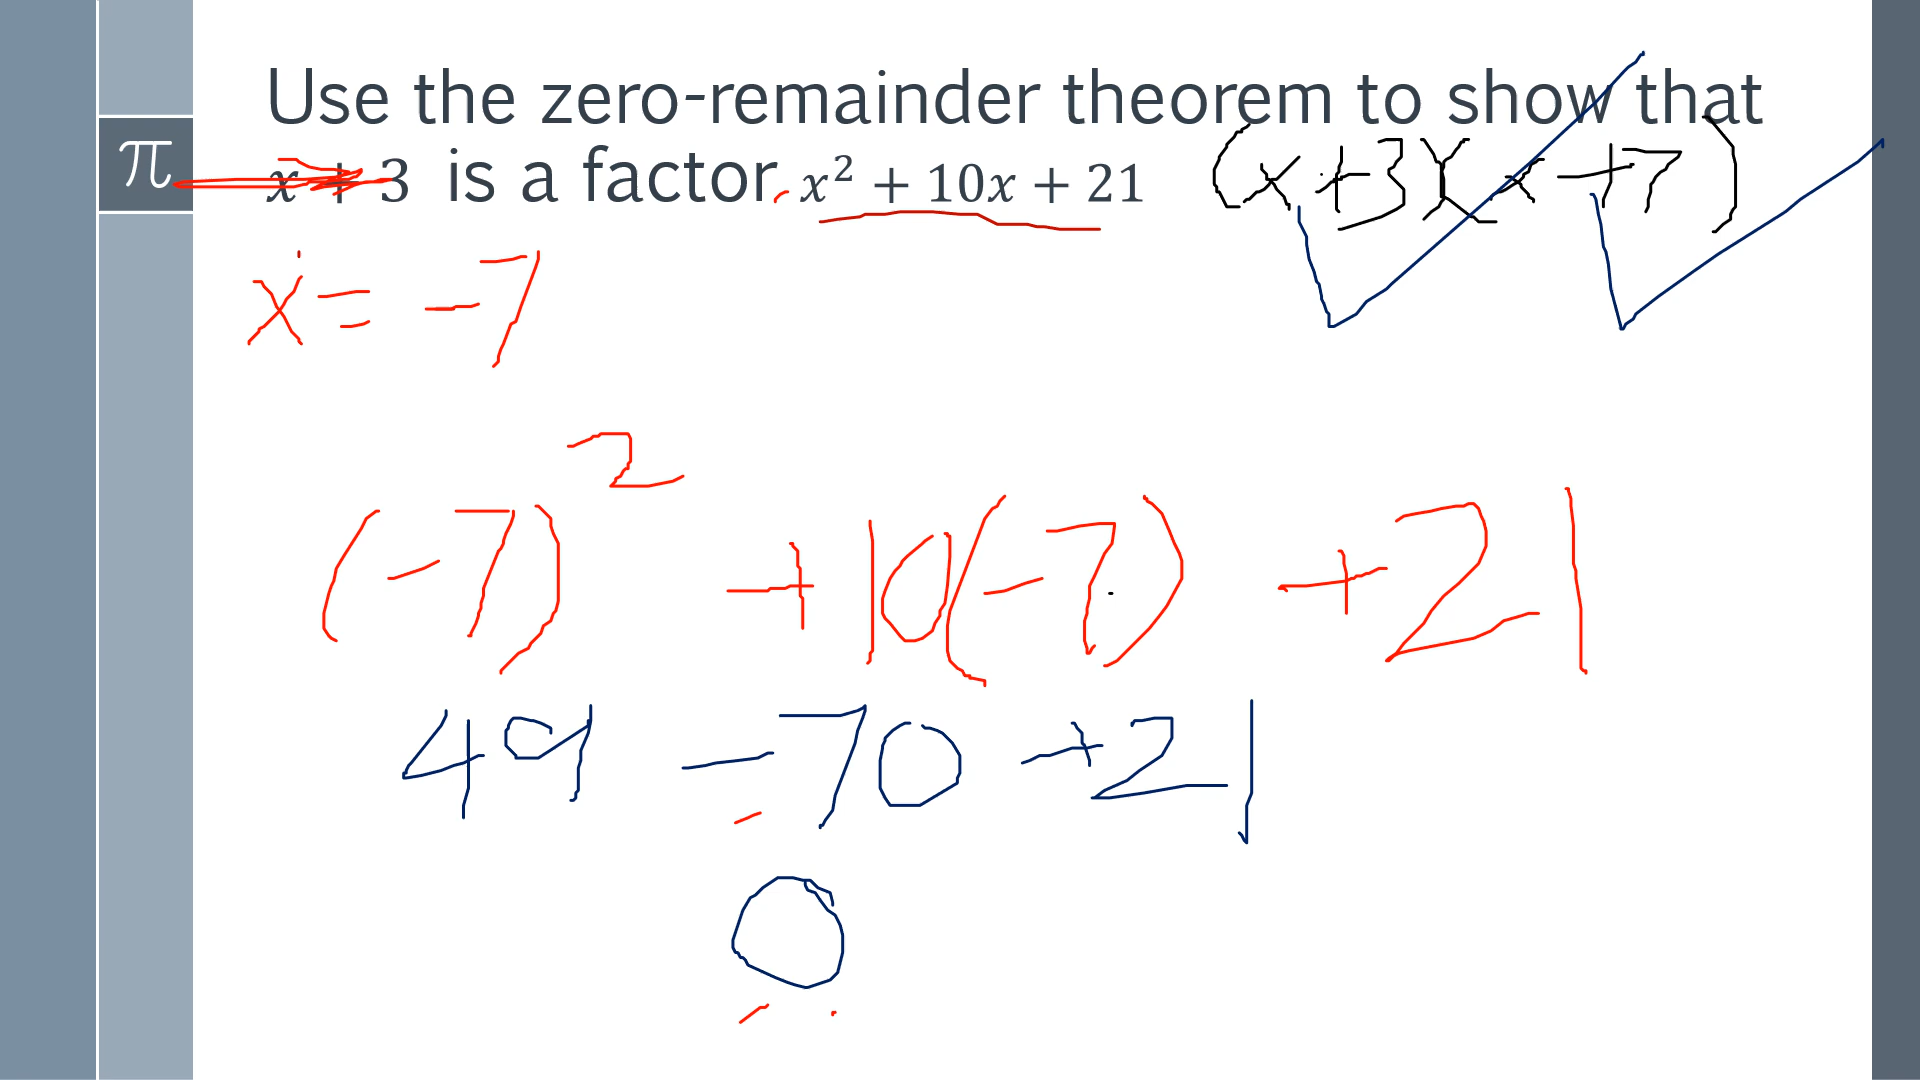 Use the zero-remainder theorem to show that
π
x + 3 is a factor x² + 10x + 21 (x+3)(x+7)
x = -7
(-7)² +10(-7) +21
49 -70 +21
0